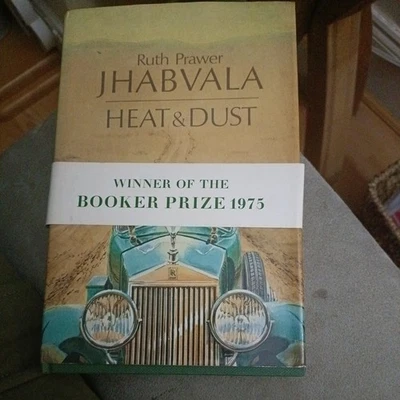 Ruth Prawer
JHABVALA
HEAT & DUST
WINNER OF THE
BOOKER PRIZE 1975